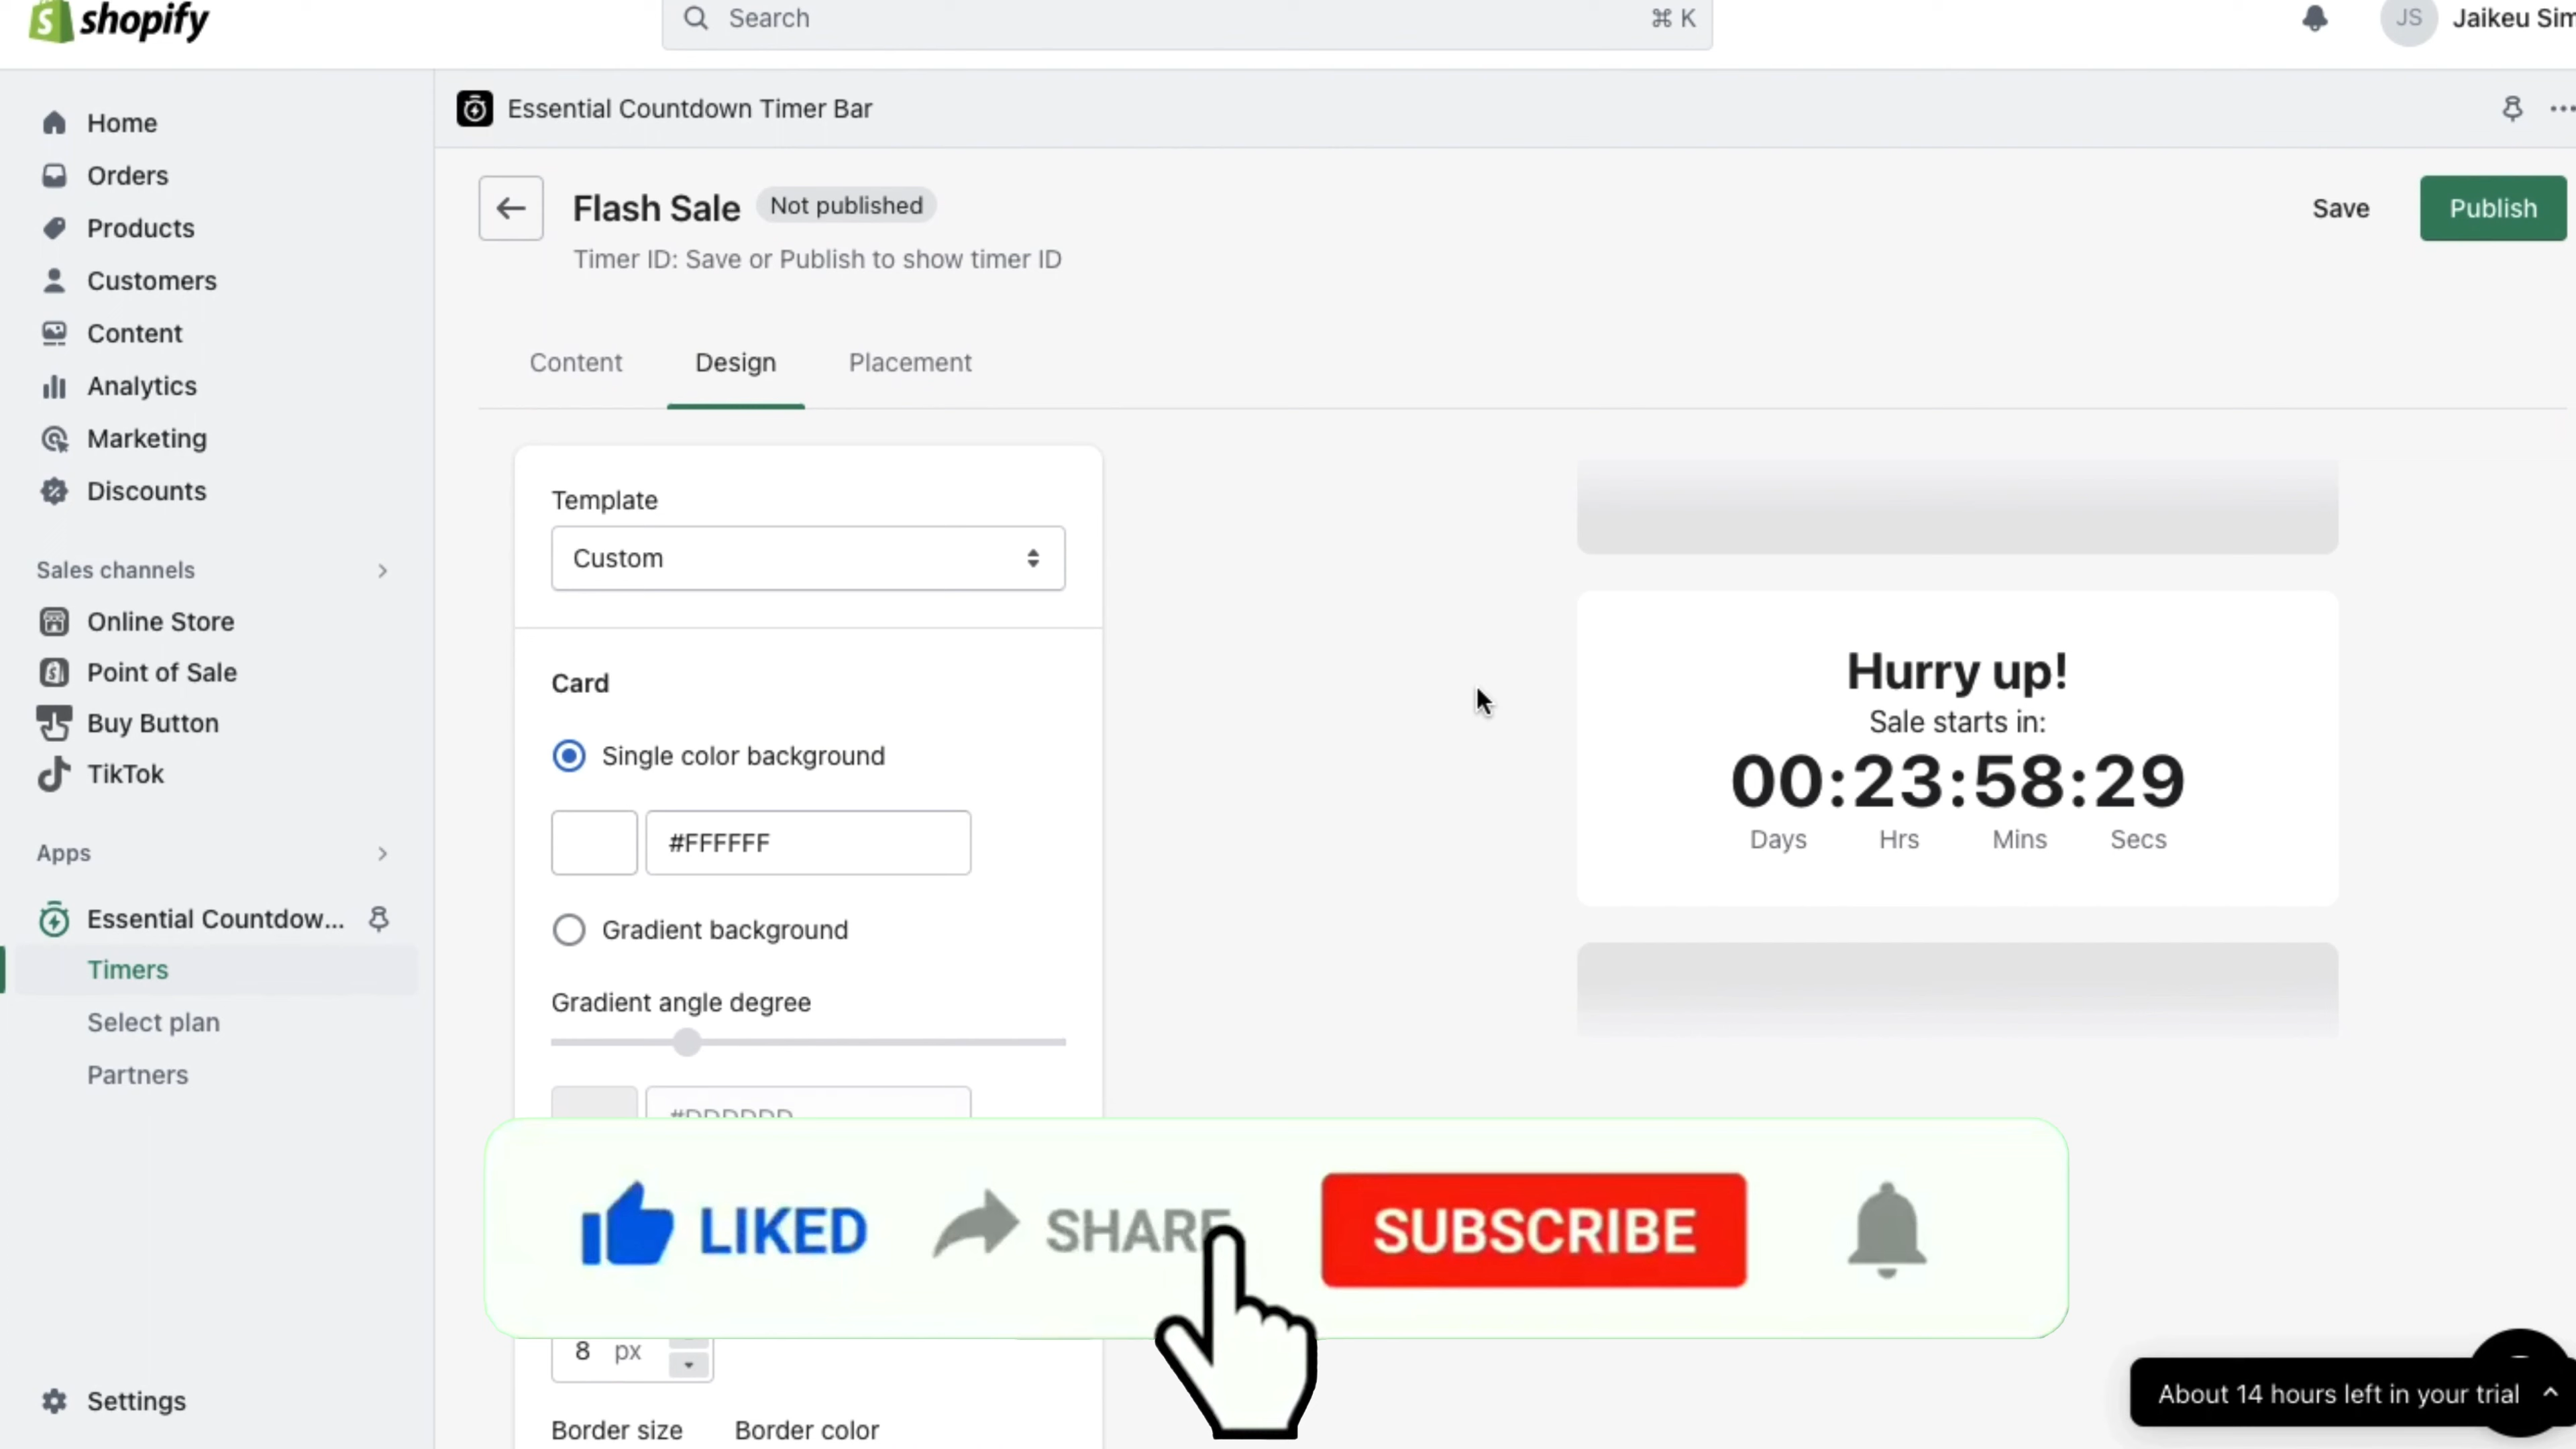 shopify
Search
⌘ K
JS
Jaikeu Sim
Home
Orders
Products
Customers
Content
Analytics
Marketing
Discounts
Sales channels
Online Store
Point of Sale
Buy Button
TikTok
Apps
Essential Countdow...
Timers
Select plan
Partners
Settings
Essential Countdown Timer Bar
Flash Sale
Not published
Timer ID: Save or Publish to show timer ID
Save
Publish
Content
Design
Placement
Template
Custom
Card
Single color background
#FFFFFF
Gradient background
Gradient angle degree
#DDDDDD
8 px
Border size
Border color
Hurry up!
Sale starts in:
00:23:58:29
Days Hrs Mins Secs
LIKED
SHARE
SUBSCRIBE
About 14 hours left in your trial